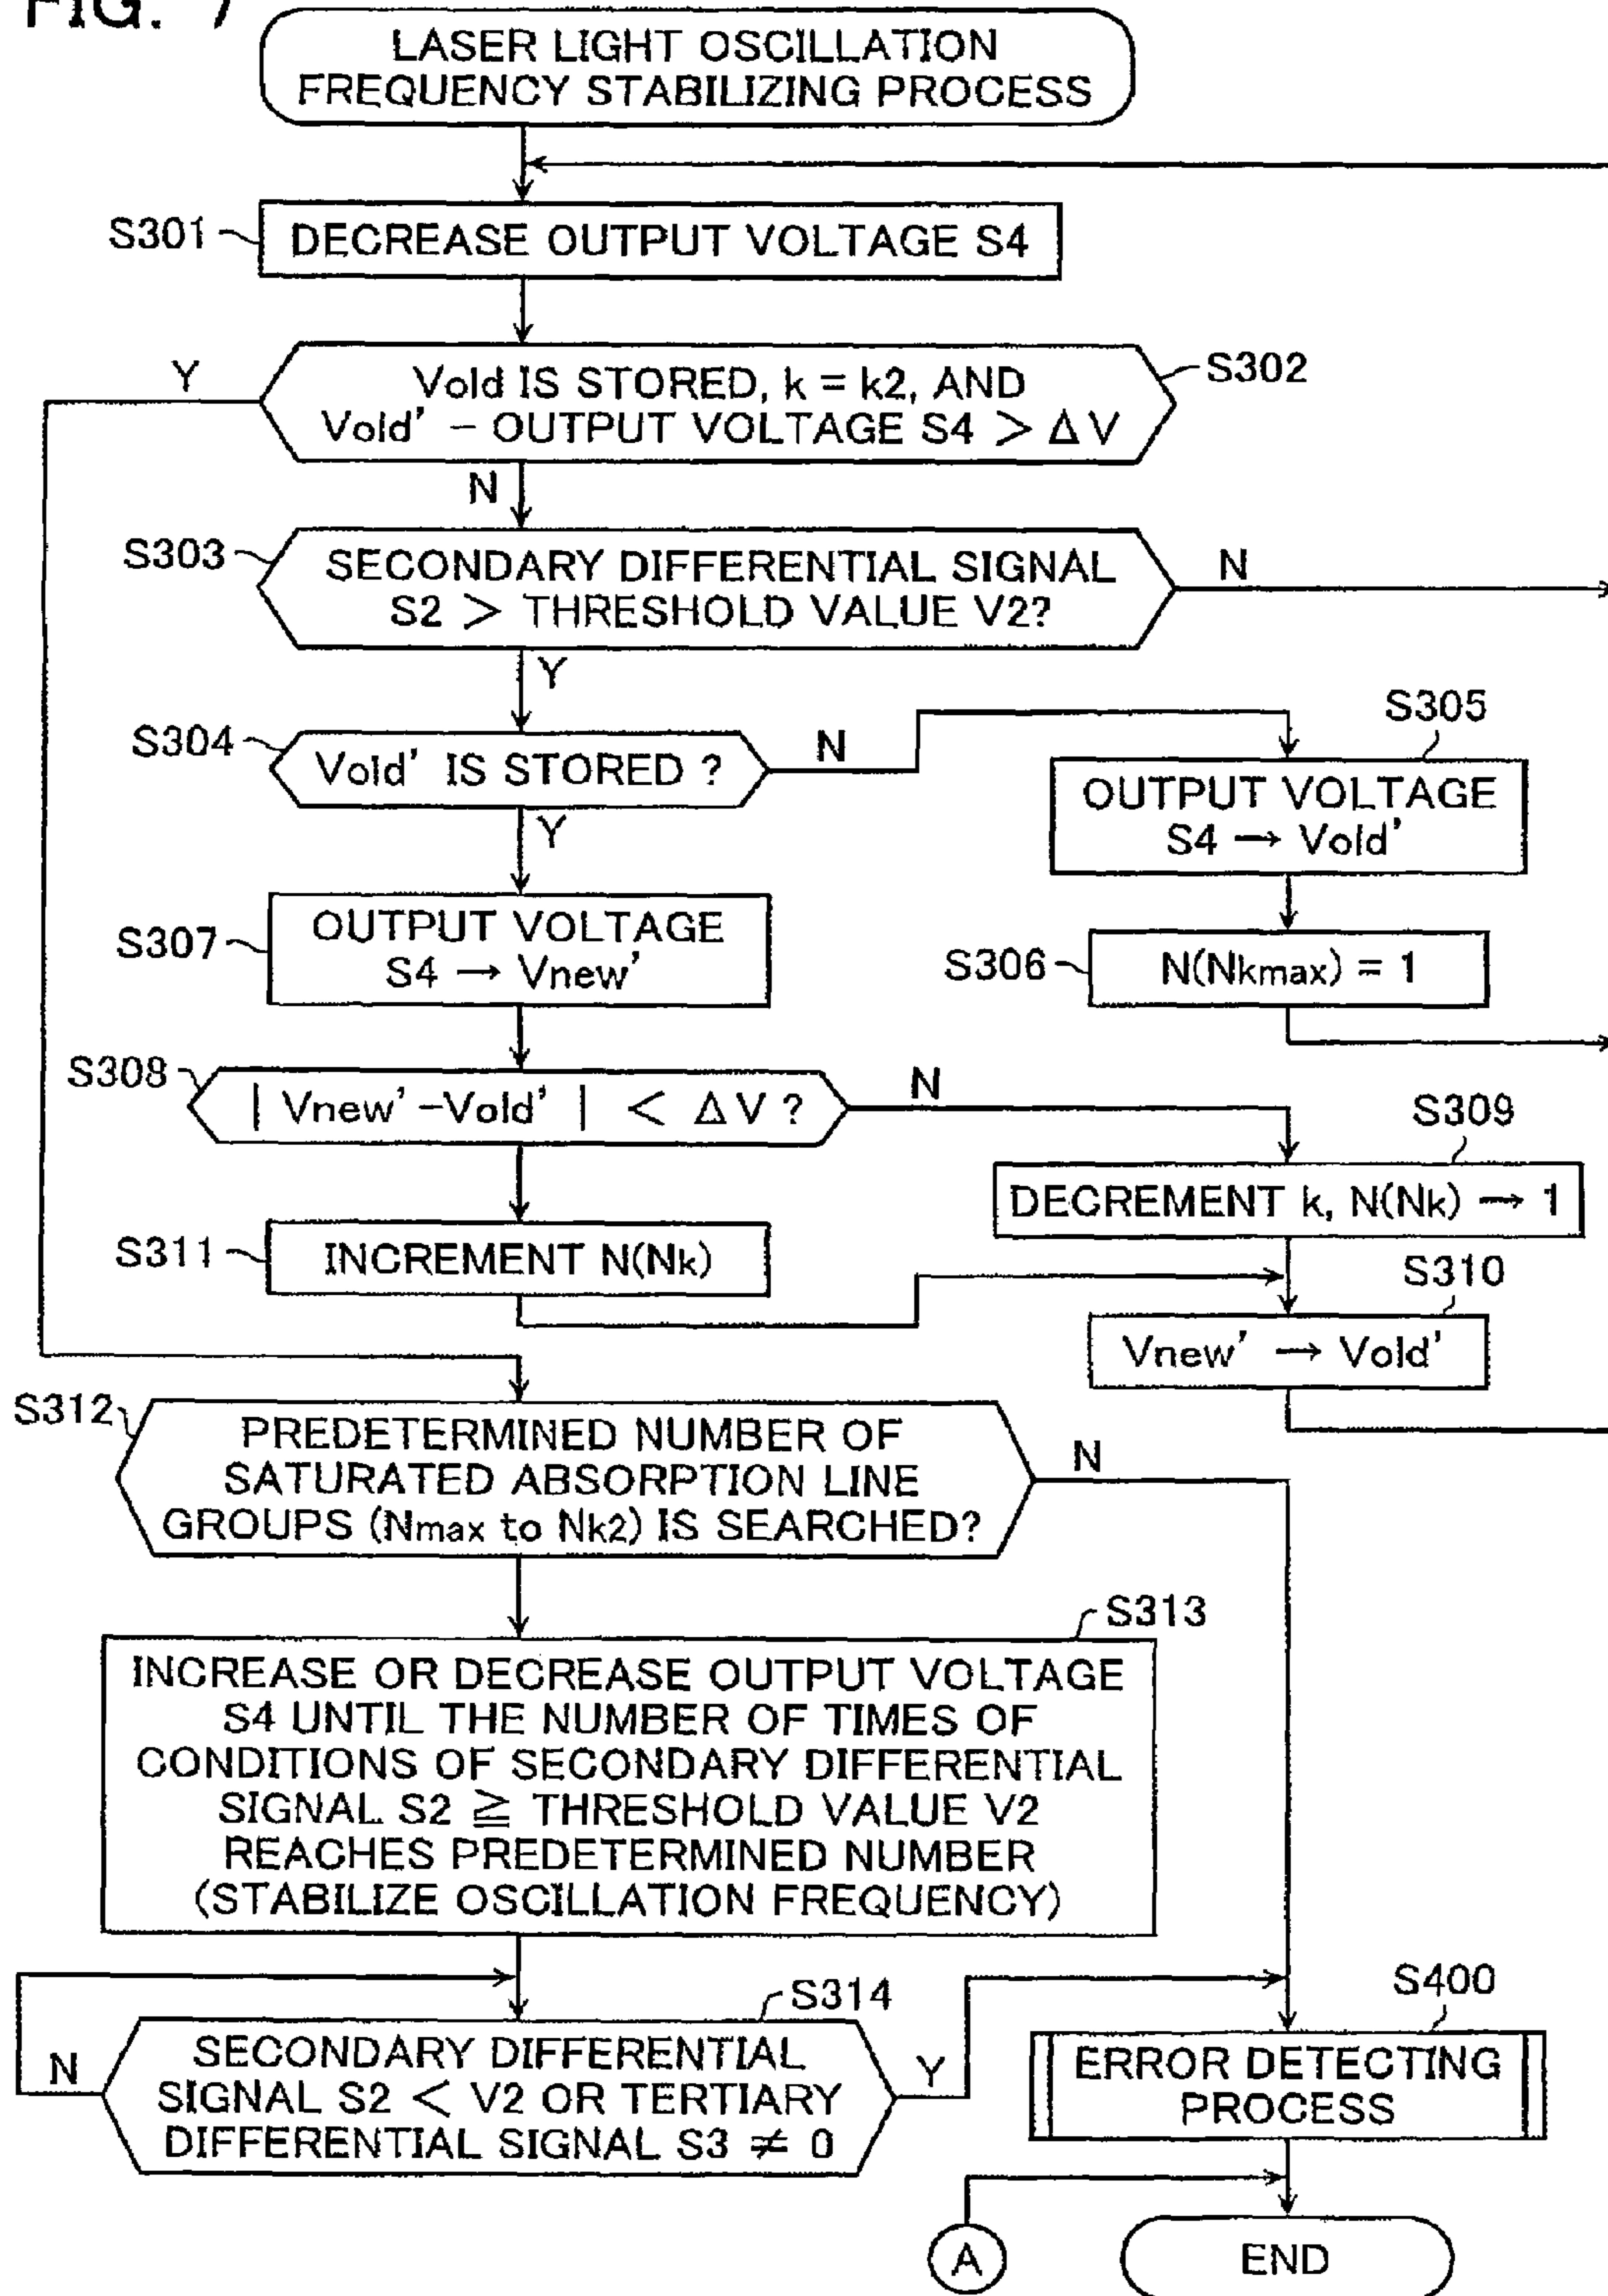 FIG. 7
LASER LIGHT OSCILLATION
FREQUENCY STABILIZING PROCESS
S301
DECREASE OUTPUT VOLTAGE S4
Y
Vold IS STORED, k = k2, AND
Vold' − OUTPUT VOLTAGE S4 > ΔV
S302
N
S303
SECONDARY DIFFERENTIAL SIGNAL
S2 > THRESHOLD VALUE V2?
N
Y
S304
Vold' IS STORED ?
N
S305
OUTPUT VOLTAGE
S4 → Vold'
Y
S307
OUTPUT VOLTAGE
S4 → Vnew'
S306
N(Nkmax) = 1
S308
| Vnew' −Vold' | < ΔV ?
N
S309
DECREMENT k, N(Nk) → 1
S311
INCREMENT N(Nk)
S310
Vnew' → Vold'
S312
PREDETERMINED NUMBER OF
SATURATED ABSORPTION LINE
GROUPS (Nmax to Nk2) IS SEARCHED?
N
S313
INCREASE OR DECREASE OUTPUT VOLTAGE
S4 UNTIL THE NUMBER OF TIMES OF
CONDITIONS OF SECONDARY DIFFERENTIAL
SIGNAL S2 ≧ THRESHOLD VALUE V2
REACHES PREDETERMINED NUMBER
(STABILIZE OSCILLATION FREQUENCY)
S314
N
SECONDARY DIFFERENTIAL
SIGNAL S2 < V2 OR TERTIARY
DIFFERENTIAL SIGNAL S3 ≠ 0
Y
S400
ERROR DETECTING
PROCESS
A
END